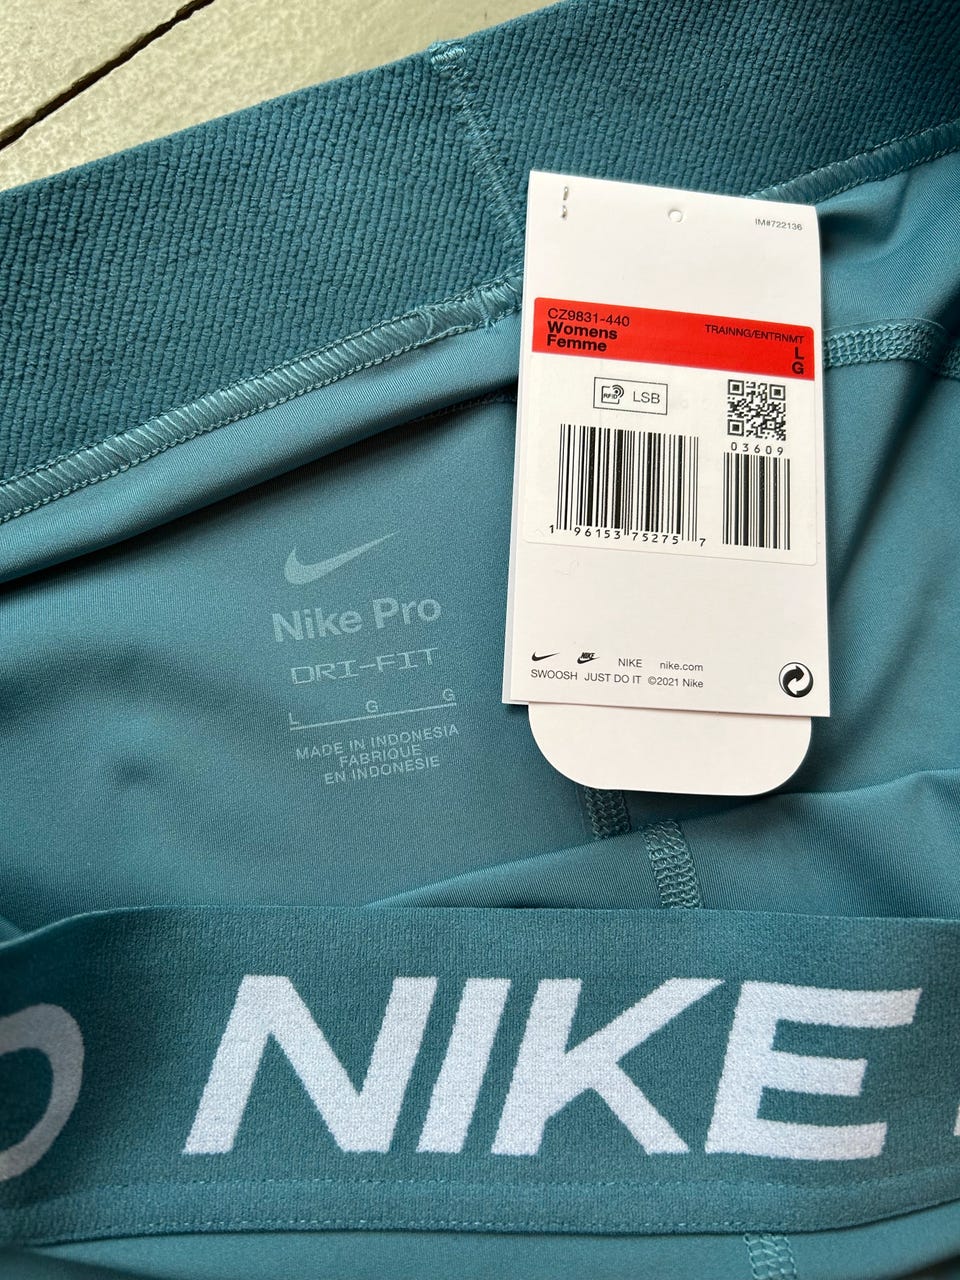 IM#722136
CZ9831-440
Womens
Femme
TRAINNG/ENTRNMT
L
G
RFID
LSB
03609
1 96153 75275 7
NIKE nike.com
SWOOSH JUST DO IT ©2021 Nike
Nike Pro
DRI-FIT
L G G
MADE IN INDONESIA
FABRIQUE
EN INDONESIE
NIKE